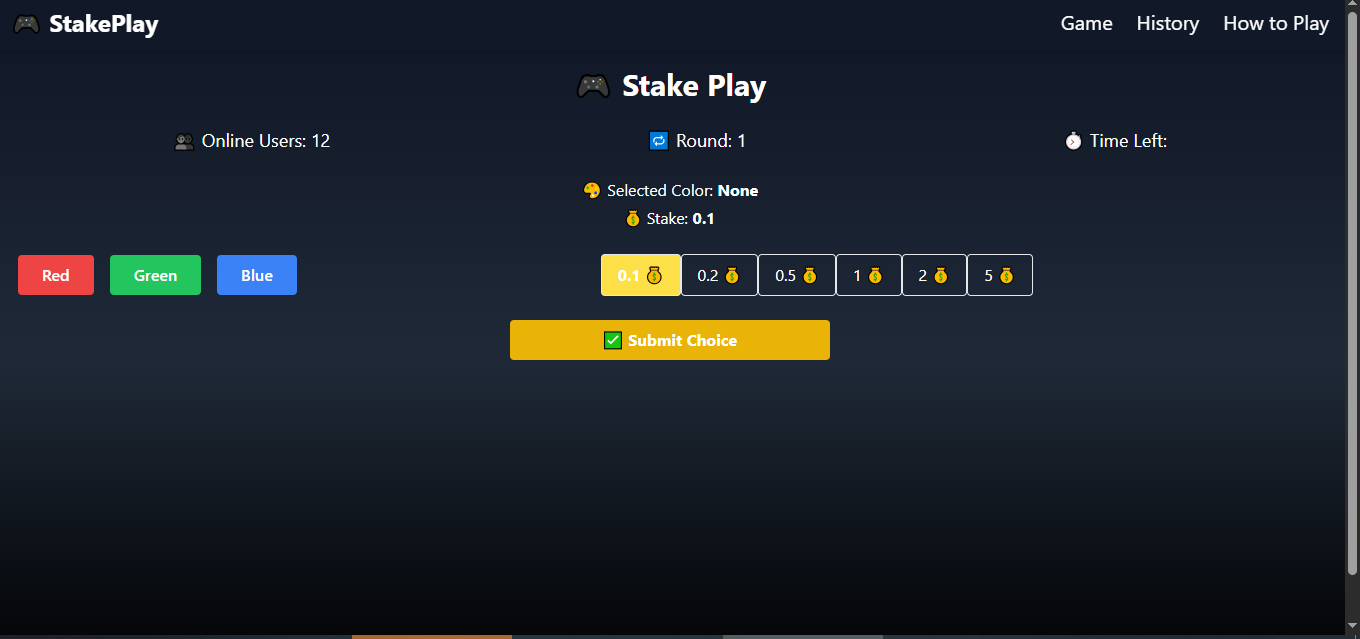 🎮 StakePlay Game History How to Play
🎮 Stake Play
👥 Online Users: 12 🔁 Round: 1 ⏱ Time Left:
🎨 Selected Color: None
💰 Stake: 0.1
Red Green Blue 0.1 💰 0.2 💰 0.5 💰 1 💰 2 💰 5 💰
✅ Submit Choice